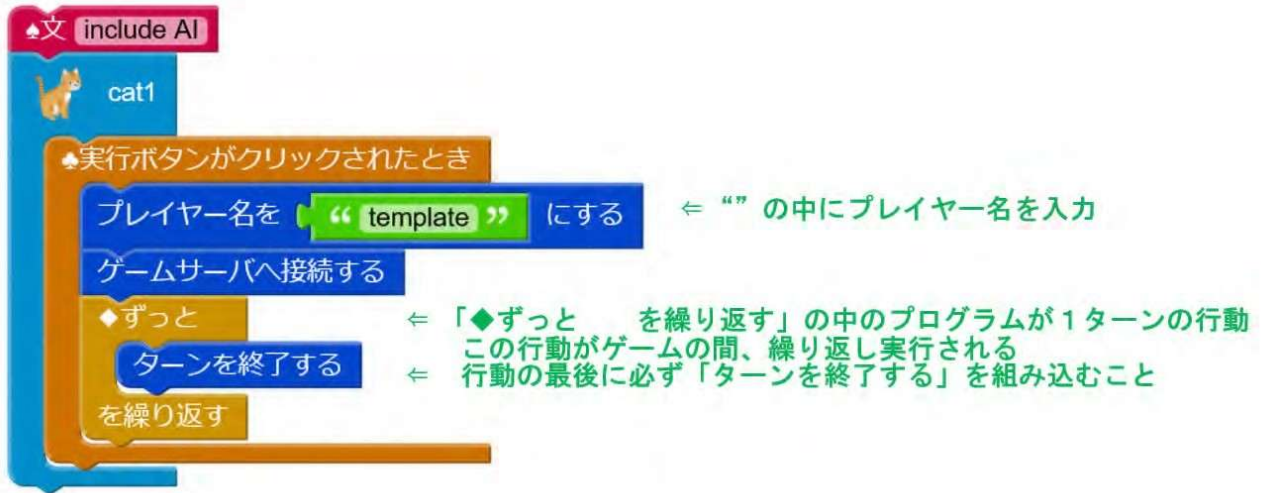 ♠文 include AI
cat1
♠実行ボタンがクリックされたとき
プレイヤー名を “ template ” にする ⇐ “” の中にプレイヤー名を入力
ゲームサーバへ接続する
◆ずっと ⇐ 「◆ずっと　　を繰り返す」の中のプログラムが1ターンの行動
この行動がゲームの間、繰り返し実行される
ターンを終了する ⇐ 行動の最後に必ず「ターンを終了する」を組み込むこと
を繰り返す